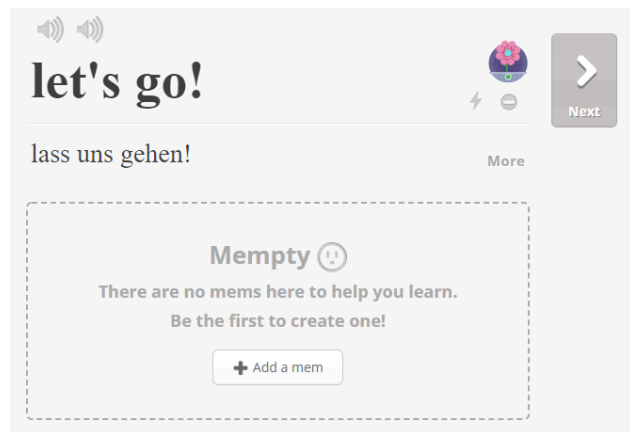 let's go!
Next
lass uns gehen!
More
Mempty
There are no mems here to help you learn.
Be the first to create one!
Add a mem